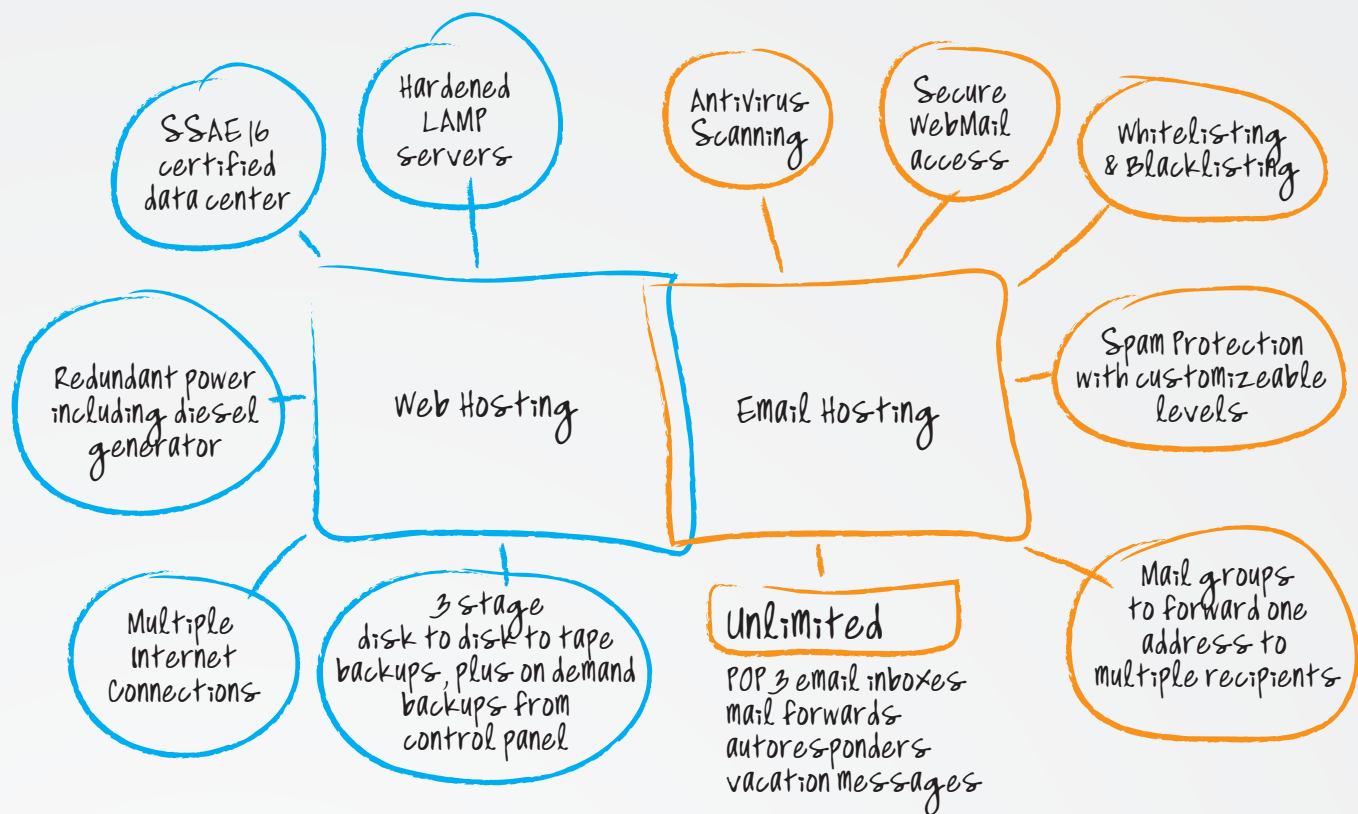 SSAE 16
certified
data center
Hardened
LAMP
servers
AntiVirus
Scanning
Secure
WebMail
access
Whitelisting
& Blacklisting
Redundant power
including diesel
generator
Web Hosting
Email Hosting
Spam Protection
with customizeable
levels
Multiple
Internet
Connections
3 stage
disk to disk to tape
backups, plus on demand
backups from
control panel
Unlimited
POP 3 email inboxes
mail forwards
autoresponders
vacation messages
Mail groups
to forward one
address to
multiple recipients